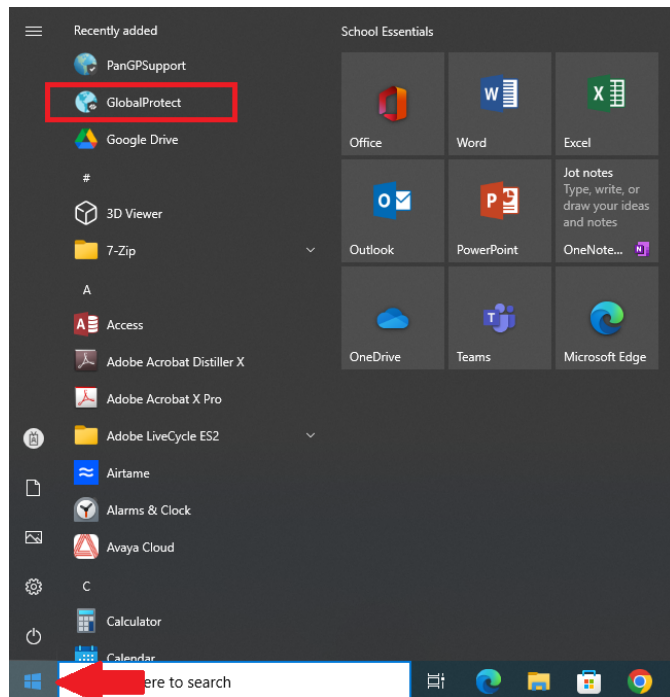 Recently added
PanGPSupport
GlobalProtect
Google Drive
#
3D Viewer
7-Zip
A
Access
Adobe Acrobat Distiller X
Adobe Acrobat X Pro
Adobe LiveCycle ES2
Airtame
Alarms & Clock
Avaya Cloud
C
Calculator
Calendar
School Essentials
Office
Word
Excel
Outlook
PowerPoint
Jot notes
Type, write, or
draw your ideas
and notes
OneNote...
OneDrive
Teams
Microsoft Edge
ere to search